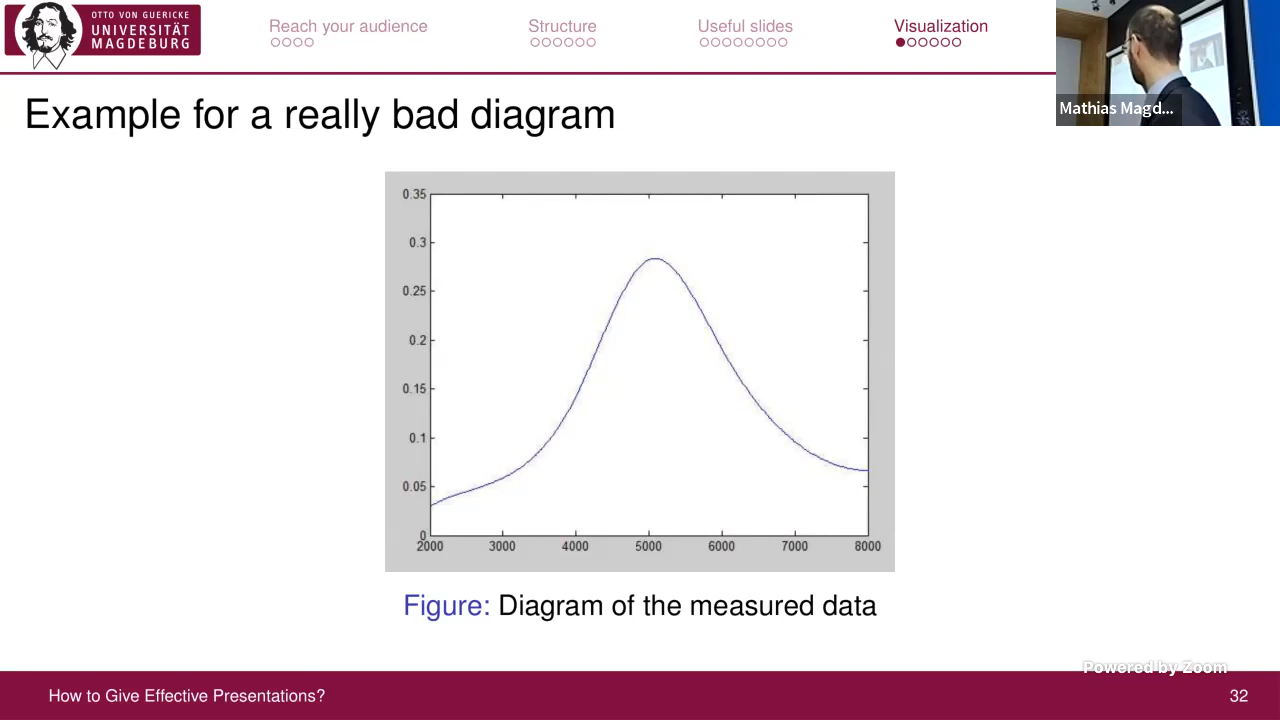 OTTO VON GUERICKE
UNIVERSITÄT
MAGDEBURG
Reach your audience
Structure
Useful slides
Visualization
Mathias Magd...
Example for a really bad diagram
0.35
0.3
0.25
0.2
0.15
0.1
0.05
0
2000 3000 4000 5000 6000 7000 8000
Figure: Diagram of the measured data
Powered by Zoom
How to Give Effective Presentations?
32